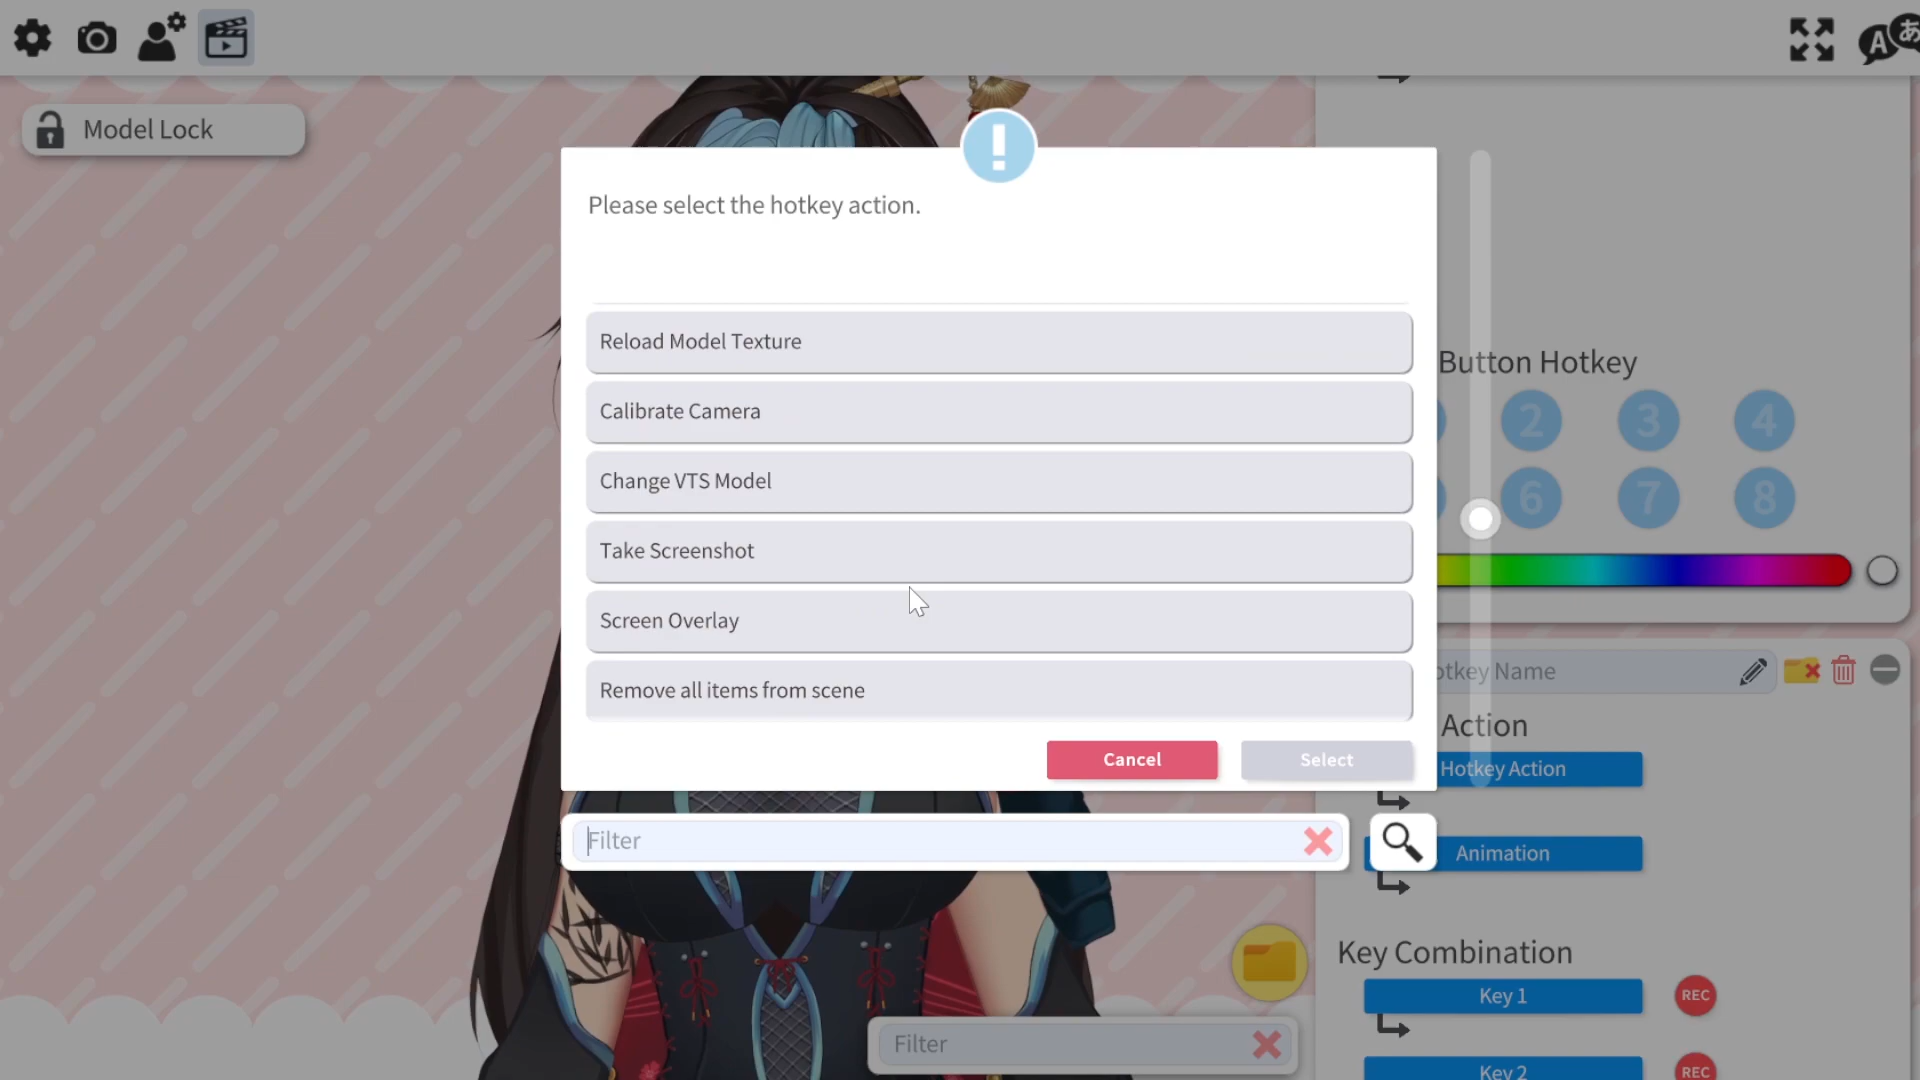 A あ
Model Lock
Please select the hotkey action.
Reload Model Texture
Calibrate Camera
Change VTS Model
Take Screenshot
Screen Overlay
Remove all items from scene
Cancel
Select
Filter
Button Hotkey
2 3 4
6 7 8
Hotkey Name
Action
Hotkey Action
Animation
Key Combination
Key 1
REC
Key 2
REC
Filter